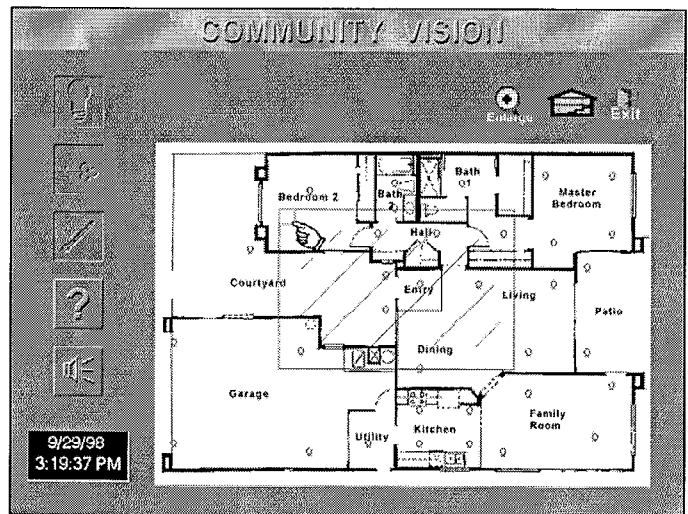 COMMUNITY VISION
Enlarge
Exit
Bedroom 2
Bath
2
Bath
1
Master
Bedroom
Hall
Courtyard
Entry
Living
Patio
Dining
Garage
Utility
Kitchen
Family
Room
9/29/98
3:19:37 PM